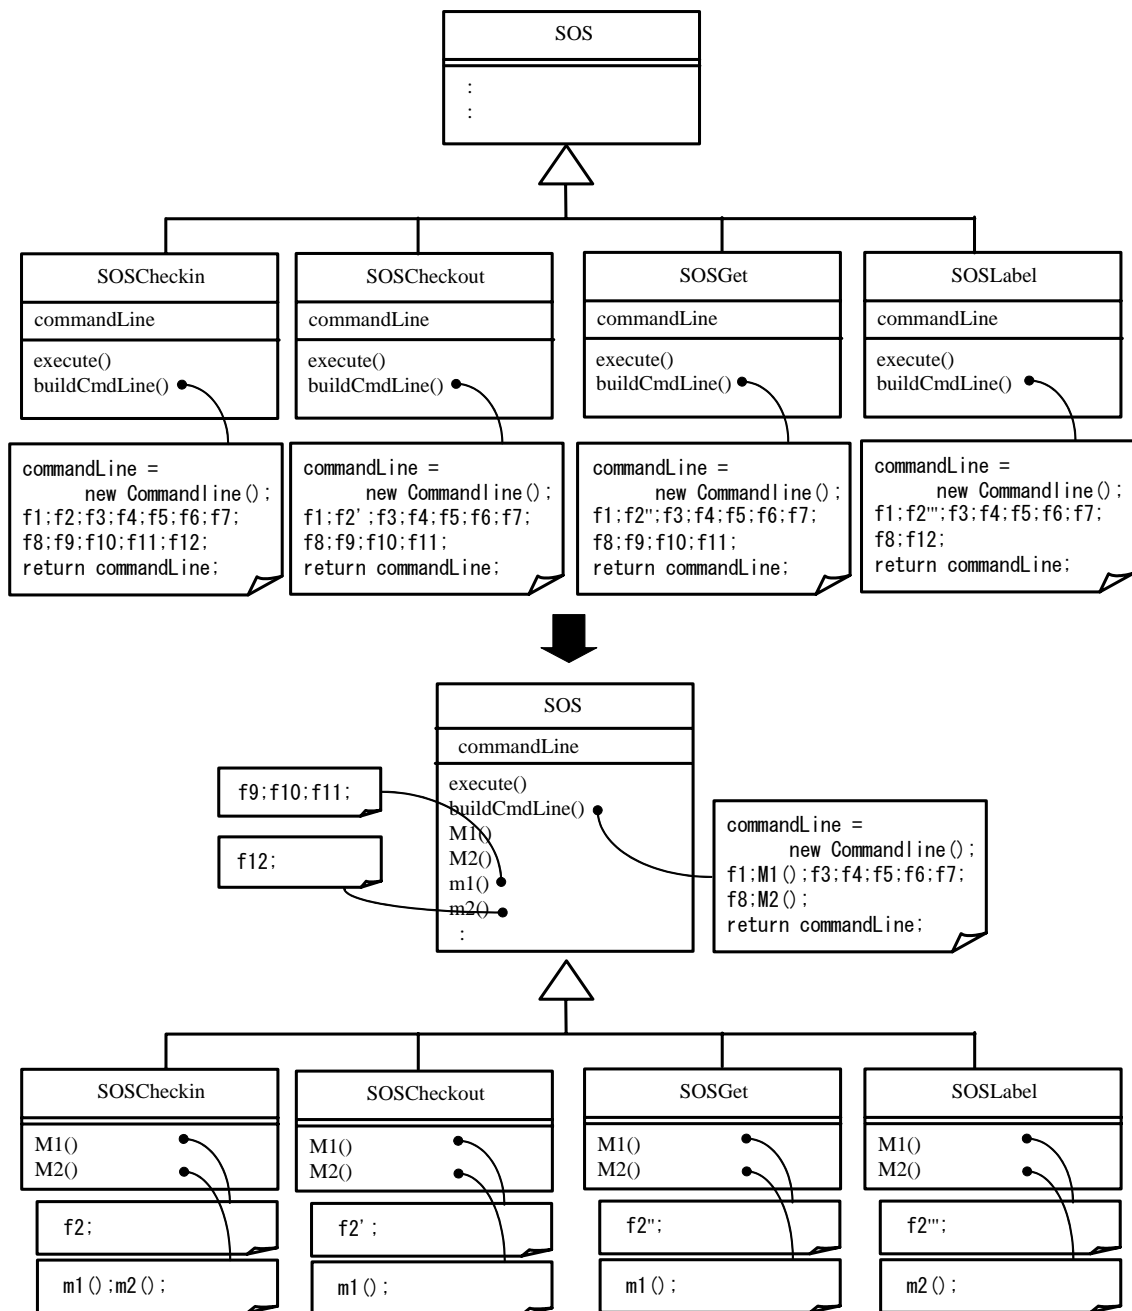 SOS
:
:
SOSCheckin
commandLine
execute()
buildCmdLine()
SOSCheckout
commandLine
execute()
buildCmdLine()
SOSGet
commandLine
execute()
buildCmdLine()
SOSLabel
commandLine
execute()
buildCmdLine()
commandLine =
new Commandline();
f1;f2;f3;f4;f5;f6;f7;
f8;f9;f10;f11;f12;
return commandLine;
commandLine =
new Commandline();
f1;f2';f3;f4;f5;f6;f7;
f8;f9;f10;f11;
return commandLine;
commandLine =
new Commandline();
f1;f2";f3;f4;f5;f6;f7;
f8;f9;f10;f11;
return commandLine;
commandLine =
new Commandline();
f1;f2"';f3;f4;f5;f6;f7;
f8;f12;
return commandLine;
SOS
commandLine
execute()
buildCmdLine()
M1()
M2()
m1()
m2()
:
f9;f10;f11;
f12;
commandLine =
new Commandline();
f1;M1();f3;f4;f5;f6;f7;
f8;M2();
return commandLine;
SOSCheckin
M1()
M2()
SOSCheckout
M1()
M2()
SOSGet
M1()
M2()
SOSLabel
M1()
M2()
f2;
m1();m2();
f2';
m1();
f2";
m1();
f2"';
m2();